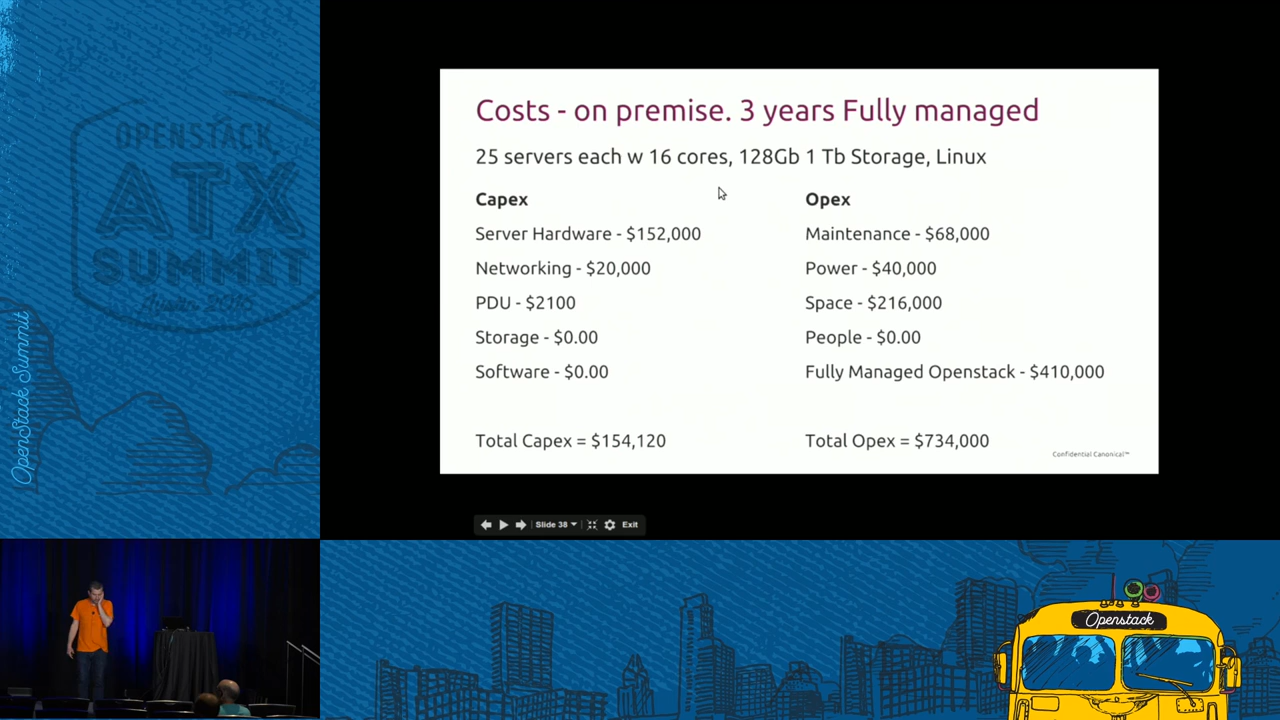 OPENSTACK
ATX
SUMMIT
Austin 2016
OpenStack Summit
Costs - on premise. 3 years Fully managed
25 servers each w 16 cores, 128Gb 1 Tb Storage, Linux
Capex
Server Hardware - $152,000
Networking - $20,000
PDU - $2100
Storage - $0.00
Software - $0.00
Total Capex = $154,120
Opex
Maintenance - $68,000
Power - $40,000
Space - $216,000
People - $0.00
Fully Managed Openstack - $410,000
Total Opex = $734,000
Confidential Canonical™
Slide 38
Exit
Openstack